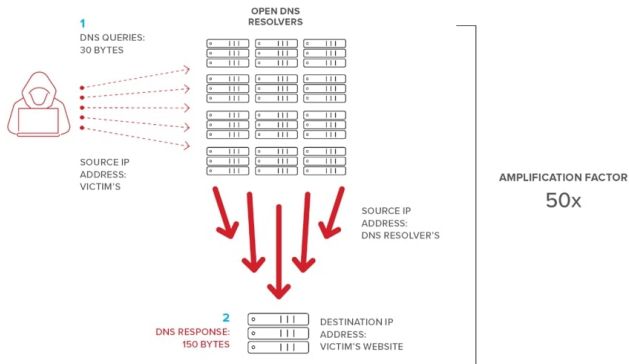 OPEN DNS
RESOLVERS
1
DNS QUERIES:
30 BYTES
SOURCE IP
ADDRESS:
VICTIM'S
SOURCE IP
ADDRESS:
DNS RESOLVER'S
AMPLIFICATION FACTOR
50x
2
DNS RESPONSE:
150 BYTES
DESTINATION IP
ADDRESS:
VICTIM'S WEBSITE